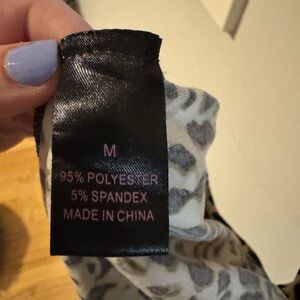 M
95% POLYESTER
5% SPANDEX
MADE IN CHINA